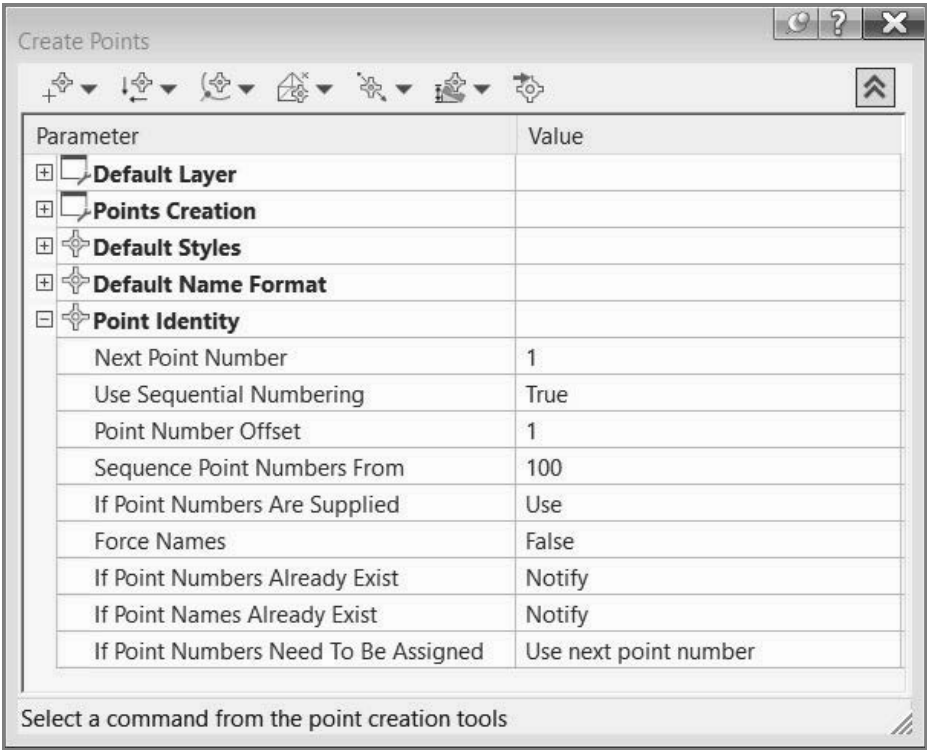 Create Points
Parameter Value
Default Layer
Points Creation
Default Styles
Default Name Format
Point Identity
Next Point Number 1
Use Sequential Numbering True
Point Number Offset 1
Sequence Point Numbers From 100
If Point Numbers Are Supplied Use
Force Names False
If Point Numbers Already Exist Notify
If Point Names Already Exist Notify
If Point Numbers Need To Be Assigned Use next point number
Select a command from the point creation tools